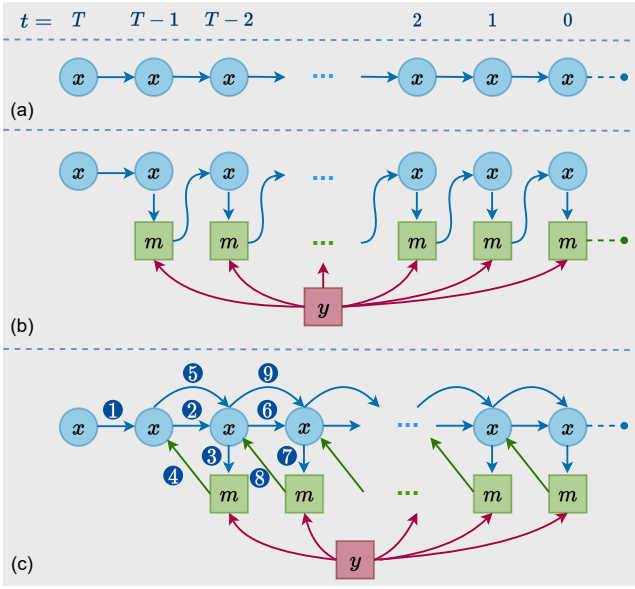 t = T T − 1 T − 2 2 1 0
x x x ... x x x
(a)
x x x ... x x x
m m ... m m m
y
(b)
5 9
1 2 6
x x x x ... x x
3 7
4 8
m m ... m m
y
(c)